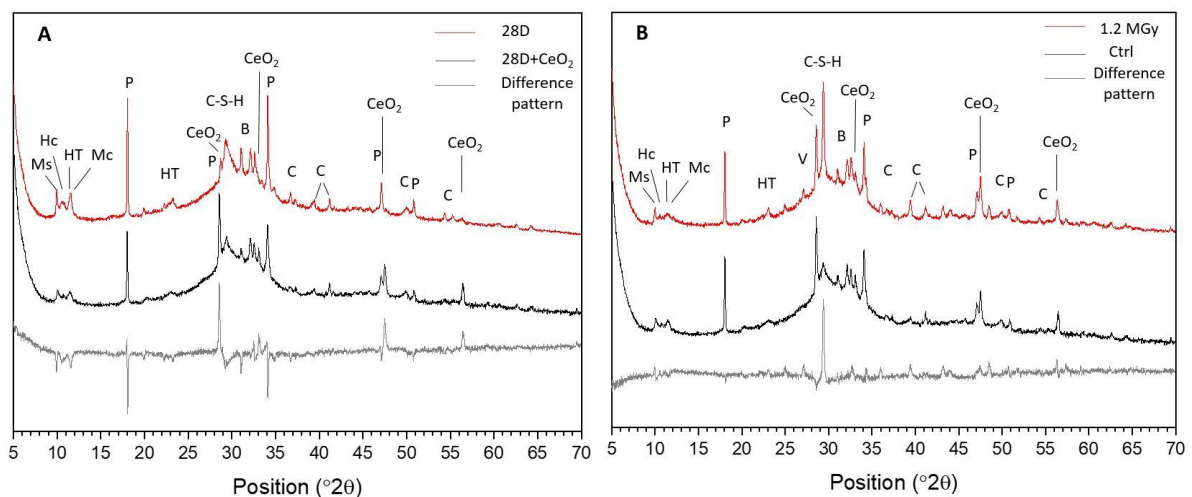 A
28D
28D+CeO₂
Difference
pattern
P
CeO₂
P
C-S-H
CeO₂
Hc
Ms
HT
Mc
HT
CeO₂
P
B
C
C
P
C
P
C
CeO₂
5 10 15 20 25 30 35 40 45 50 55 60 65 70
Position (°2θ)
B
1.2 MGy
Ctrl
Difference
pattern
C-S-H
CeO₂
CeO₂
CeO₂
P
B
P
P
Hc
Ms
HT
Mc
HT
V
C
C
C
P
C
CeO₂
5 10 15 20 25 30 35 40 45 50 55 60 65 70
Position (°2θ)